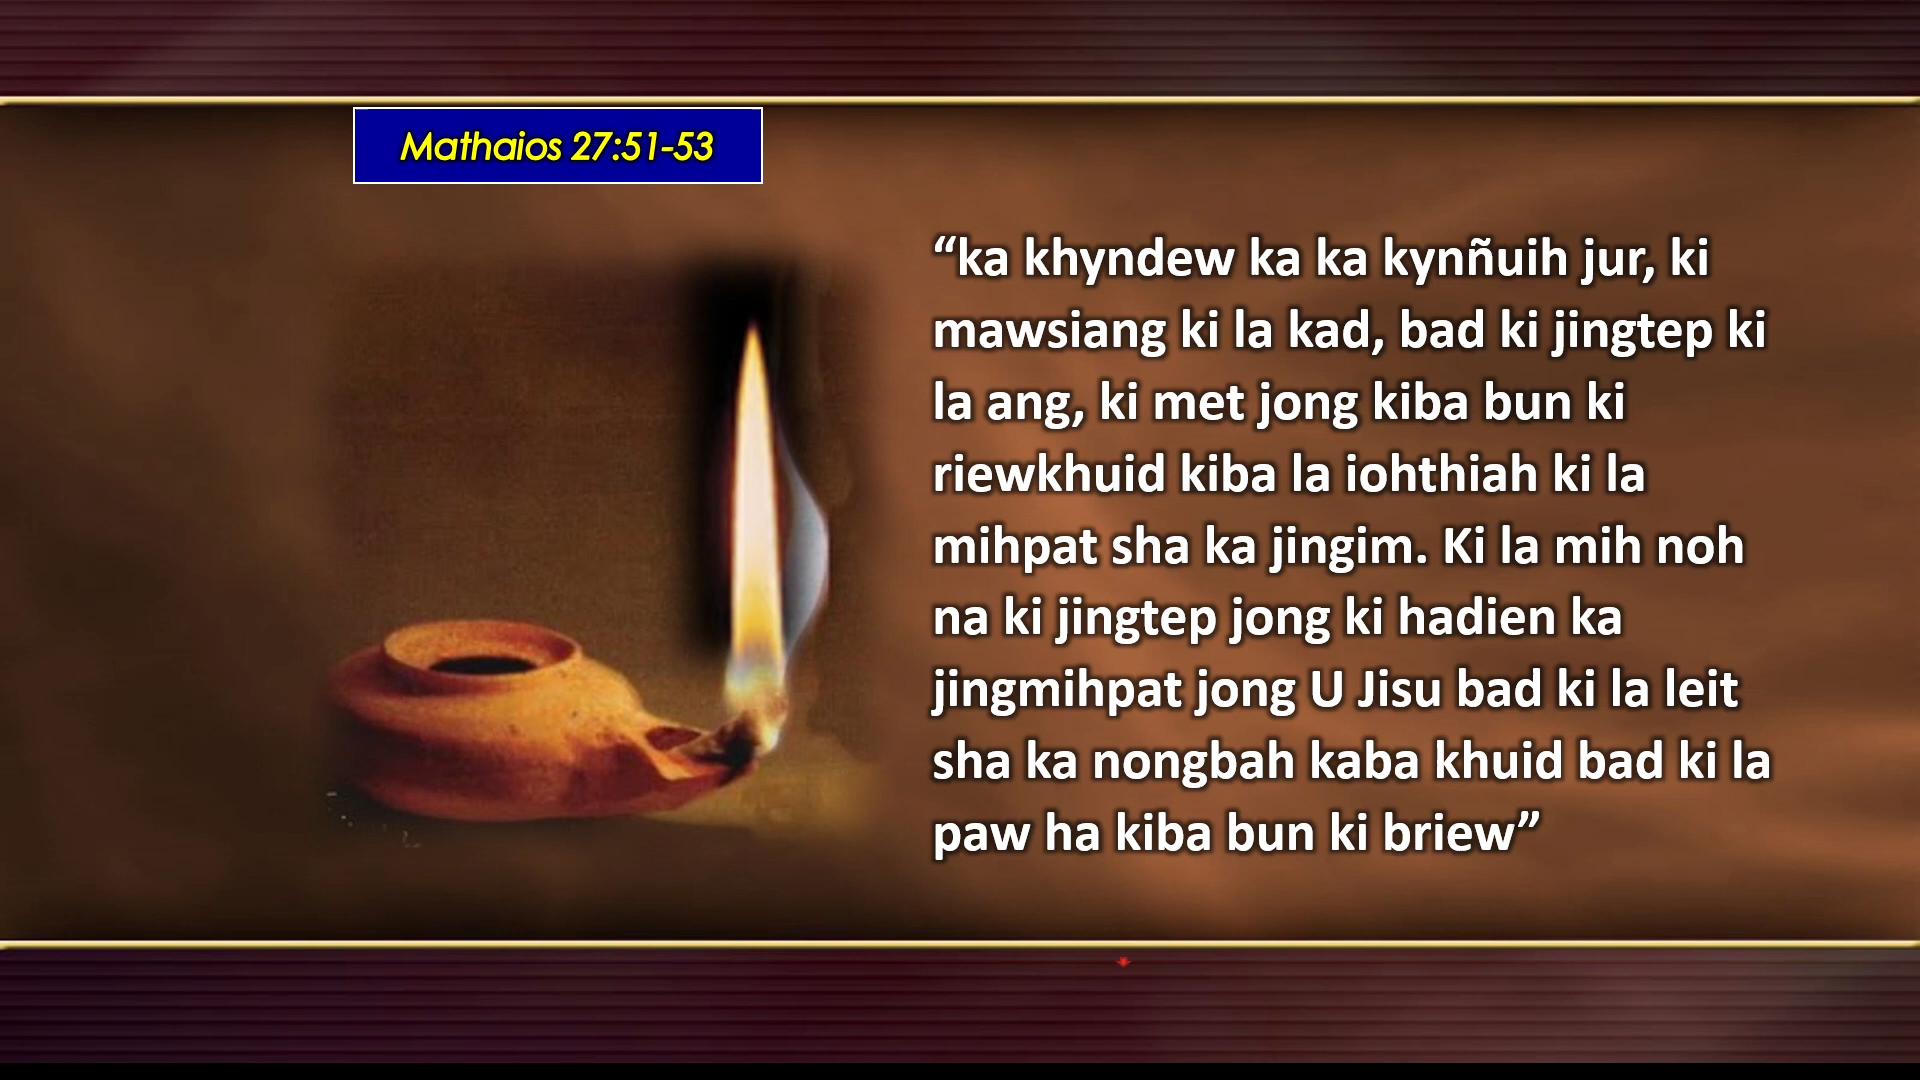 Mathaios 27:51-53
“ka khyndew ka ka kynñuih jur, ki
mawsiang ki la kad, bad ki jingtep ki
la ang, ki met jong kiba bun ki
riewkhuid kiba la iohthiah ki la
mihpat sha ka jingim. Ki la mih noh
na ki jingtep jong ki hadien ka
jingmihpat jong U Jisu bad ki la leit
sha ka nongbah kaba khuid bad ki la
paw ha kiba bun ki briew”